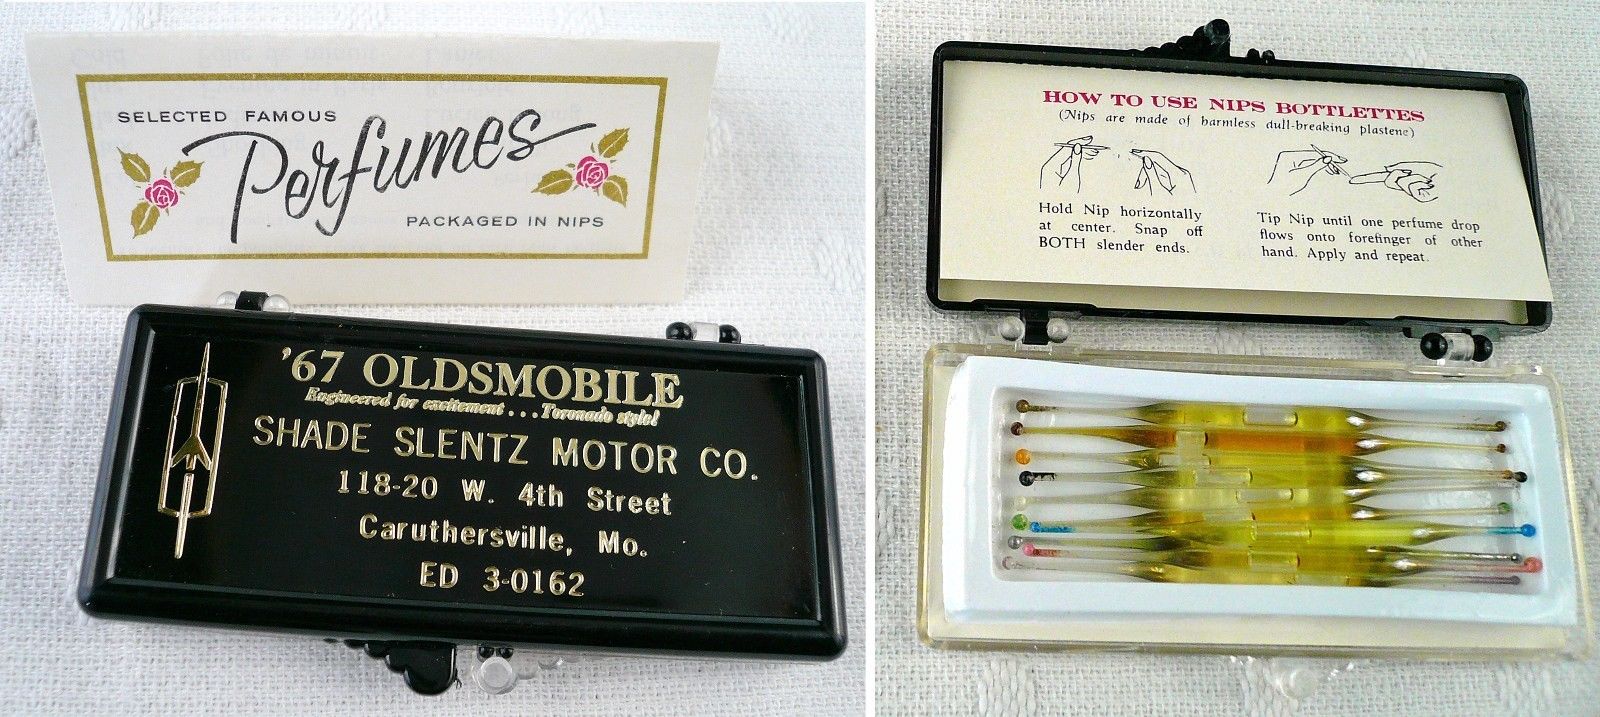 SELECTED FAMOUS
Perfumes
PACKAGED IN NIPS
'67 OLDSMOBILE
Engineered for excitement...Toronado style!
SHADE SLENTZ MOTOR CO.
118-20 W. 4th Street
Caruthersville, Mo.
ED 3-0162
HOW TO USE NIPS BOTTLETTES
(Nips are made of harmless dull-breaking plastene)
Hold Nip horizontally
at center. Snap off
BOTH slender ends.
Tip Nip until one perfume drop
flows onto forefinger of other
hand. Apply and repeat.